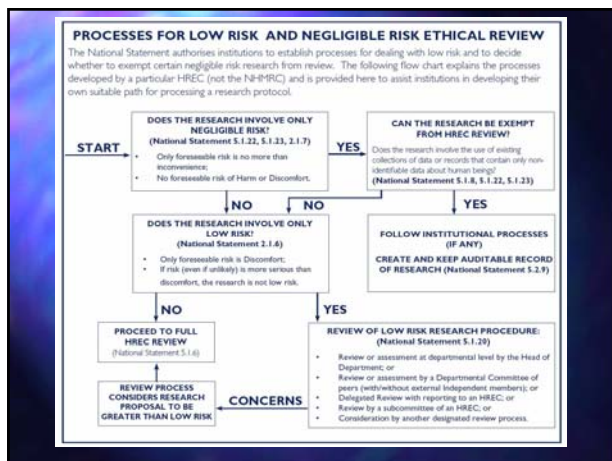 PROCESSES FOR LOW RISK AND NEGLIGIBLE RISK ETHICAL REVIEW
The National Statement authorises institutions to establish processes for dealing with low risk and to decide
whether to exempt certain negligible risk research from review. The following flow chart explains the processes
developed by a particular HREC (not the NHMRC) and is provided here to assist institutions in developing their
own suitable path for processing a research protocol.
START
DOES THE RESEARCH INVOLVE ONLY
NEGLIGIBLE RISK?
(National Statement 5.1.22, 5.1.23, 2.1.7)
• Only foreseeable risk is no more than
inconvenience;
• No foreseeable risk of Harm or Discomfort.
YES
CAN THE RESEARCH BE EXEMPT
FROM HREC REVIEW?
Does the research involve the use of existing
collections of data or records that contain only non-
identifiable data about human beings?
(National Statement 5.1.8, 5.1.22, 5.1.23)
NO
NO
YES
DOES THE RESEARCH INVOLVE ONLY
LOW RISK?
(National Statement 2.1.6)
• Only foreseeable risk is Discomfort;
• If risk (even if unlikely) is more serious than
discomfort, the research is not low risk.
FOLLOW INSTITUTIONAL PROCESSES
(IF ANY)
CREATE AND KEEP AUDITABLE RECORD
OF RESEARCH (National Statement 5.2.9)
NO
YES
PROCEED TO FULL
HREC REVIEW
(National Statement 5.1.6)
REVIEW OF LOW RISK RESEARCH PROCEDURE:
(National Statement 5.1.20)
• Review or assessment at departmental level by the Head of
Department; or
• Review or assessment by a Departmental Committee of
peers (with/without external Independent members); or
• Delegated Review with reporting to an HREC; or
• Review by a subcommittee of an HREC; or
• Consideration by another designated review process.
CONCERNS
REVIEW PROCESS
CONSIDERS RESEARCH
PROPOSAL TO BE
GREATER THAN LOW RISK